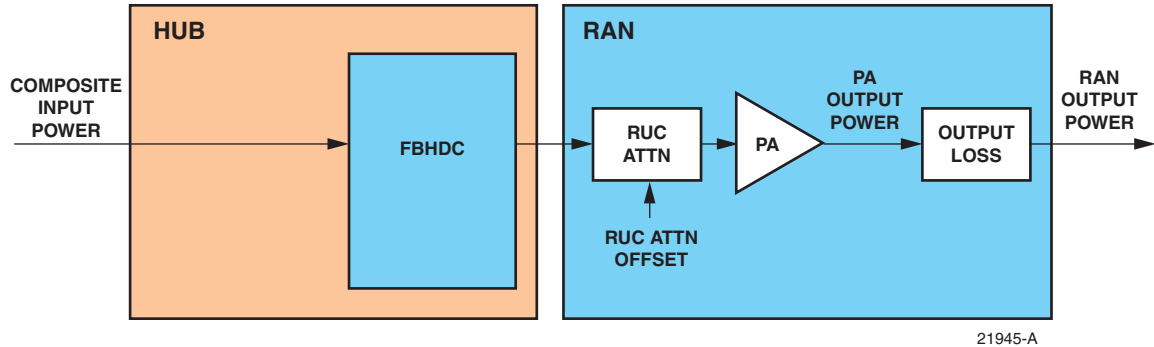 HUB
RAN
COMPOSITE
INPUT
POWER
FBHDC
RUC
ATTN
RUC ATTN
OFFSET
PA
PA
OUTPUT
POWER
OUTPUT
LOSS
RAN
OUTPUT
POWER
21945-A